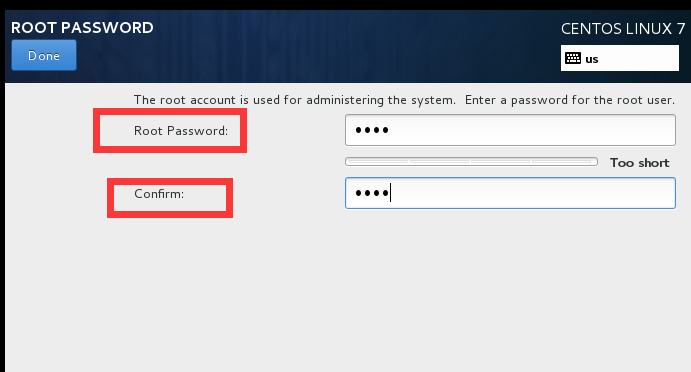 ROOT PASSWORD
CENTOS LINUX 7
Done
us
The root account is used for administering the system. Enter a password for the root user.
Root Password: ••••
Too short
Confirm: ••••